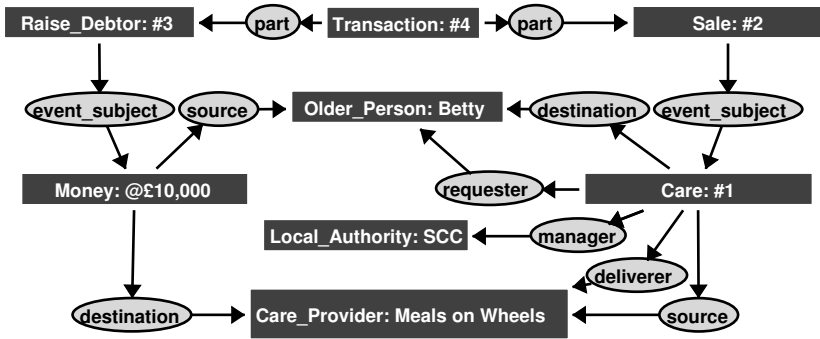 Raise_Debtor: #3
part
Transaction: #4
part
Sale: #2
event_subject
source
Older_Person: Betty
destination
event_subject
Money: @£10,000
requester
Care: #1
Local_Authority: SCC
manager
deliverer
destination
Care_Provider: Meals on Wheels
source